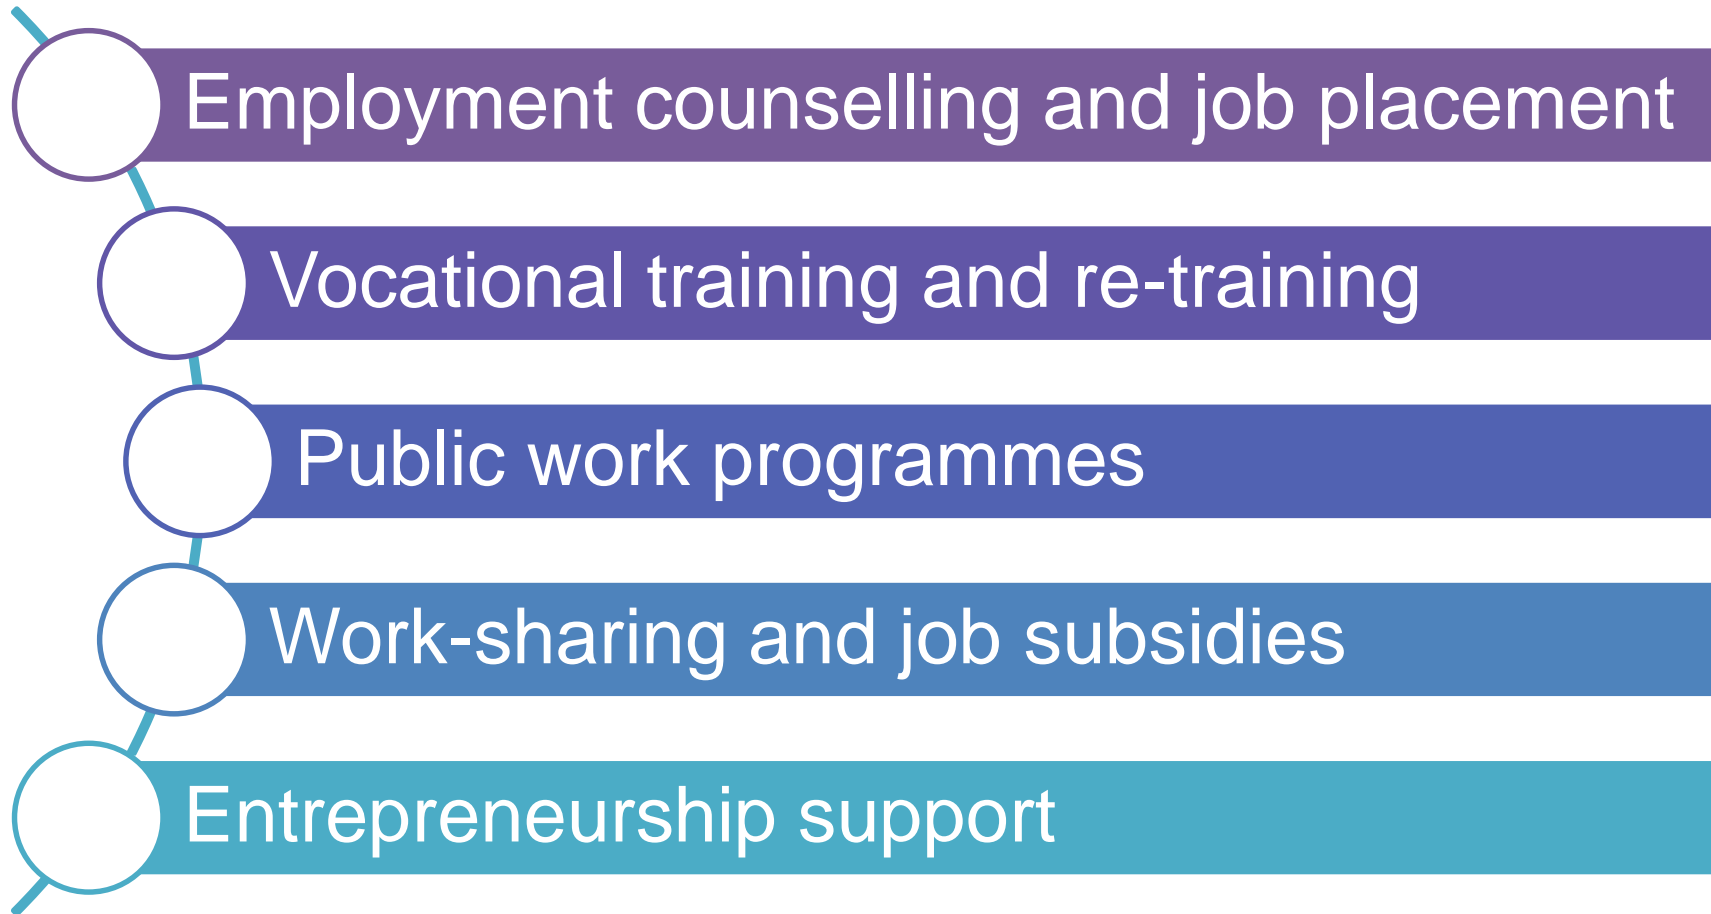 Employment counselling and job placement
Vocational training and re-training
Public work programmes
Work-sharing and job subsidies
Entrepreneurship support